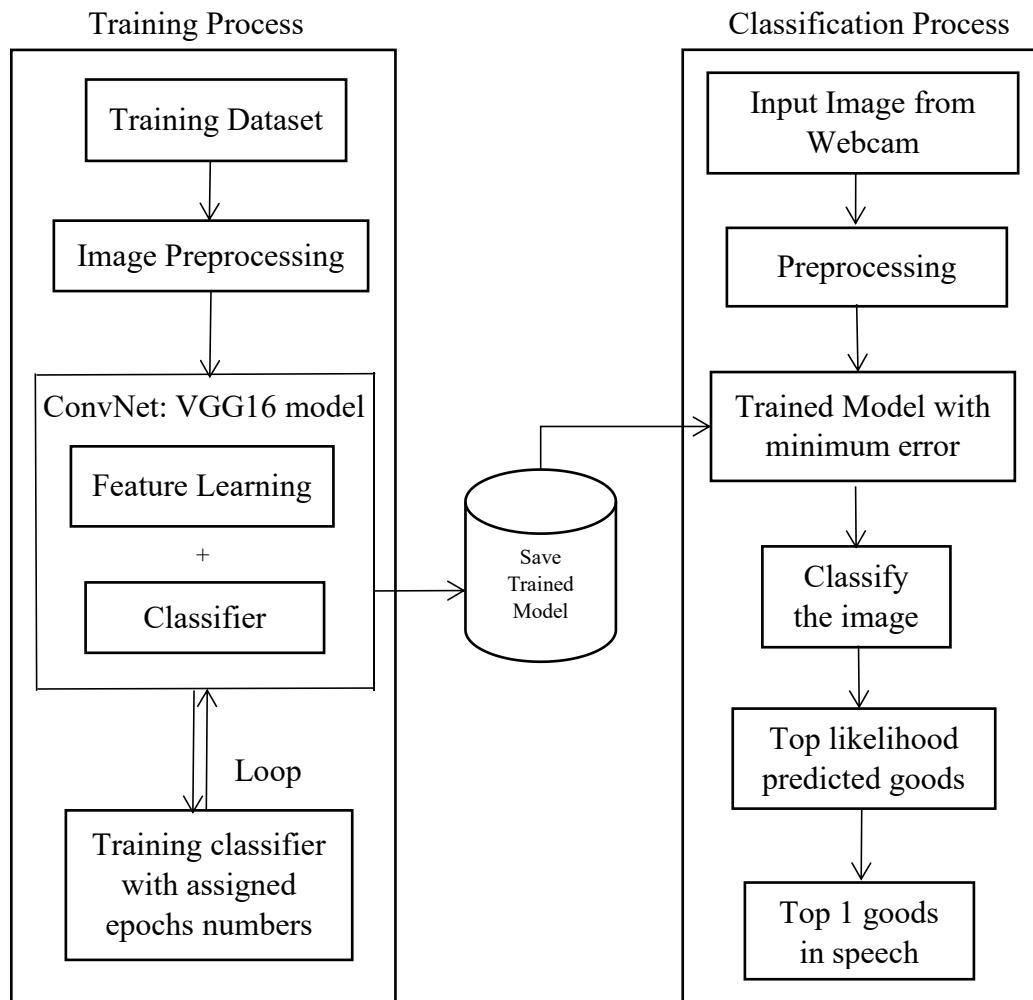 Training Process
Training Dataset
Image Preprocessing
ConvNet: VGG16 model
Feature Learning
+
Classifier
Loop
Training classifier
with assigned
epochs numbers
Save
Trained
Model
Classification Process
Input Image from
Webcam
Preprocessing
Trained Model with
minimum error
Classify
the image
Top likelihood
predicted goods
Top 1 goods
in speech